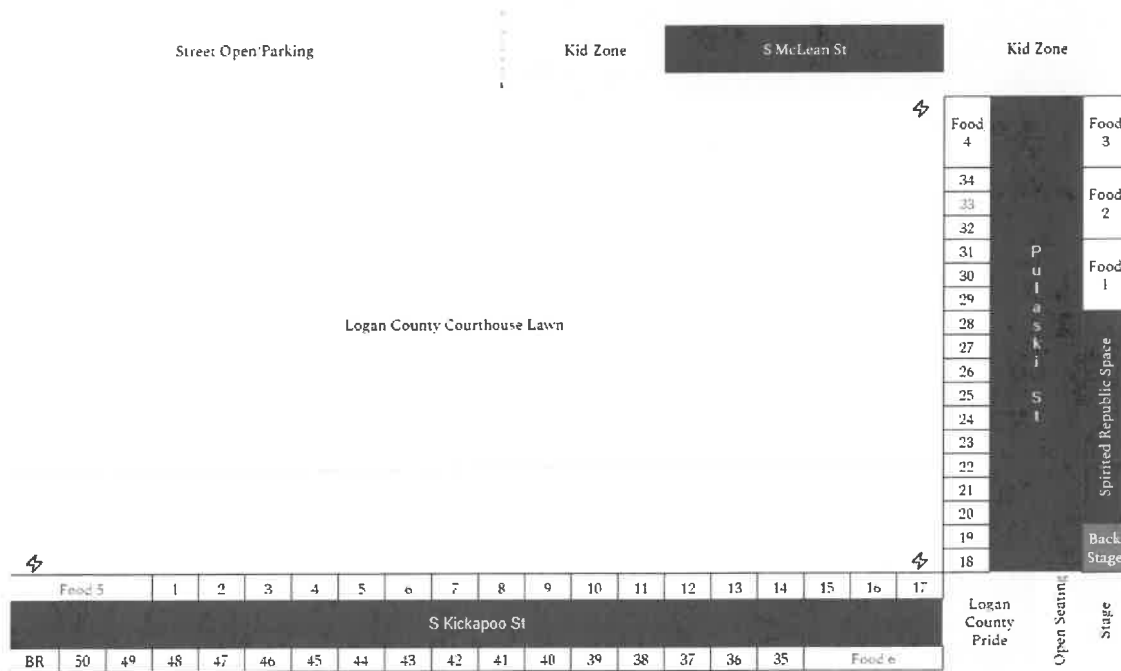 Street Open Parking
Kid Zone
S McLean St
Kid Zone
Food
4
34
33
32
31
30
29
28
27
26
25
24
23
22
21
20
19
18
Pulaski St
Food
3
Food
2
Food
1
Spirited Republic Space
Back
Stage
Logan County Courthouse Lawn
Food 5 1 2 3 4 5 6 7 8 9 10 11 12 13 14 15 16 17
S Kickapoo St
BR 50 49 48 47 46 45 44 43 42 41 40 39 38 37 36 35 Food 6
Logan
County
Pride
Open Seating
Stage